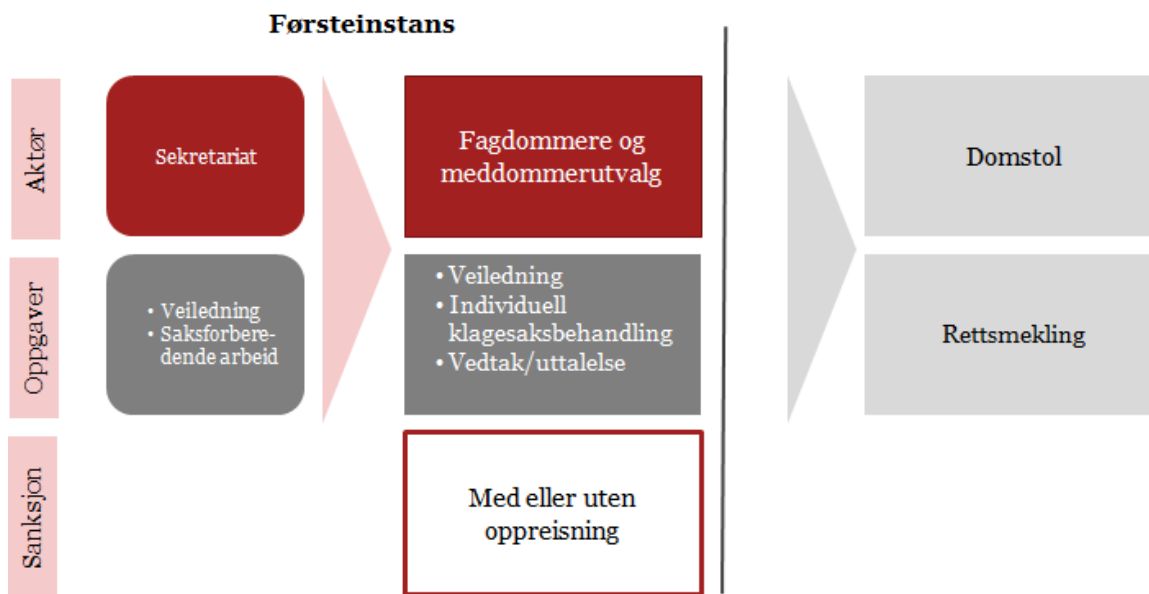 Førsteinstans
Aktør
Sekretariat
Fagdommere og
meddommerutvalg
Domstol
Oppgaver
• Veiledning
• Saksforbere-
dende arbeid
• Veiledning
• Individuell
klagesaksbehandling
• Vedtak/uttalelse
Rettsmekling
Sanksjon
Med eller uten
oppreisning